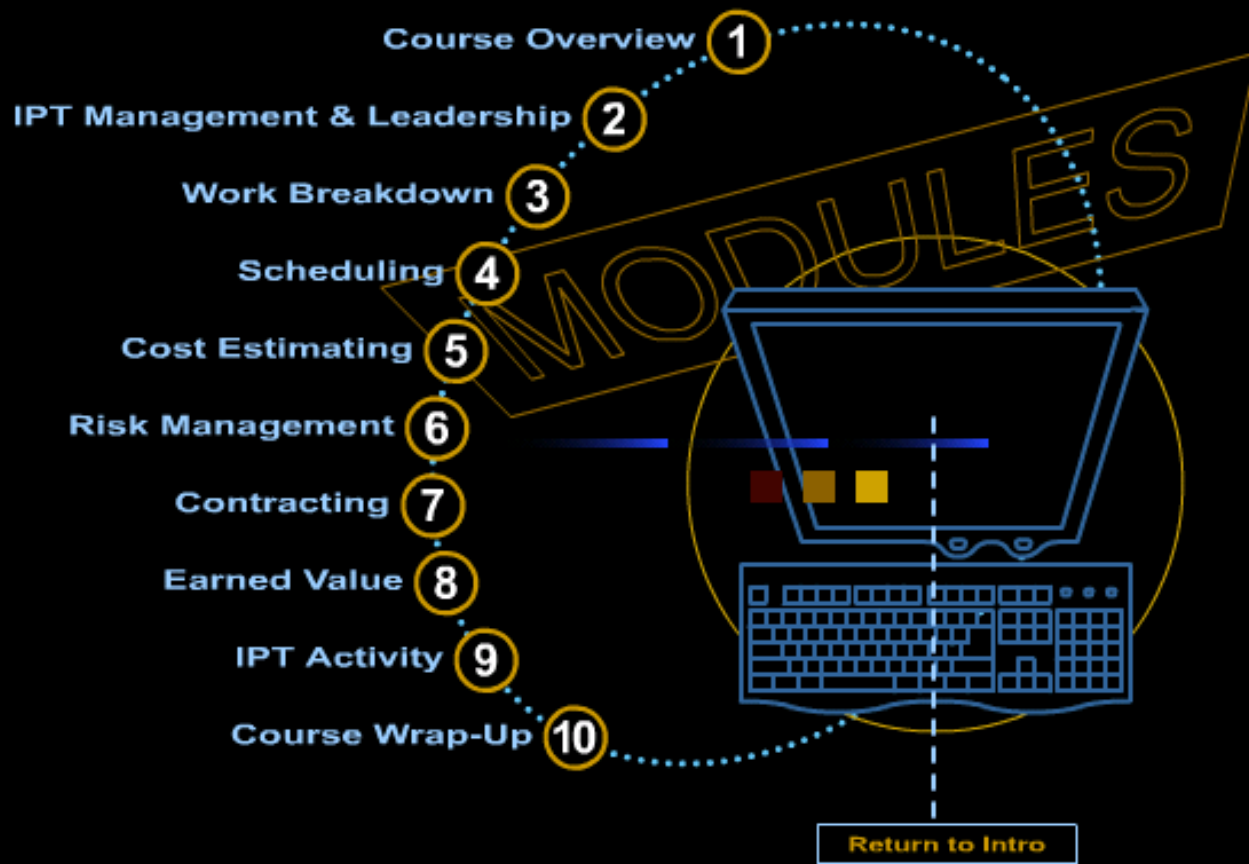 Course Overview 1
IPT Management & Leadership 2
Work Breakdown 3
Scheduling 4
Cost Estimating 5
Risk Management 6
Contracting 7
Earned Value 8
IPT Activity 9
Course Wrap-Up 10
MODULES
Return to Intro